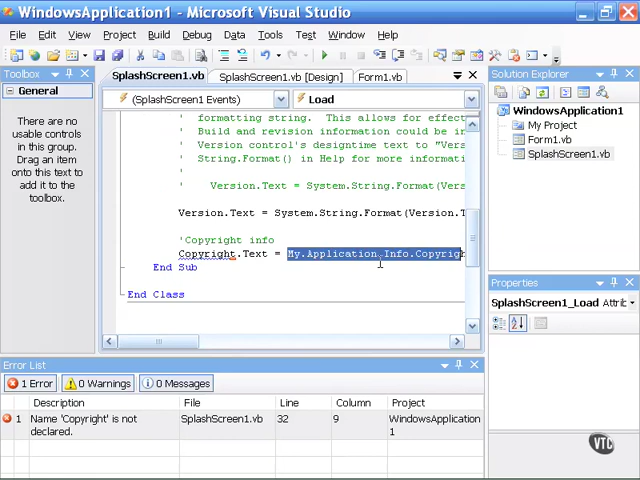 WindowsApplication1 - Microsoft Visual Studio
File Edit View Project Build Debug Data Tools Test Window Help
Toolbox
General
There are no
usable controls
in this group.
Drag an item
onto this text to
add it to the
toolbox.
SplashScreen1.vb SplashScreen1.vb [Design] Form1.vb
(SplashScreen1 Events) Load
' formatting string. This allows for effec
' Build and revision information could be in
' Version control's designtime text to "Vers
' String.Format() in Help for more informati
'
' Version.Text = System.String.Format(Vers
Version.Text = System.String.Format(Version.T
'Copyright info
Copyright.Text = My.Application.Info.Copyrigh
End Sub
End Class
Solution Explorer
WindowsApplication1
My Project
Form1.vb
SplashScreen1.vb
Properties
SplashScreen1_Load Attrib
Error List
1 Error 0 Warnings 0 Messages
Description File Line Column Project
1 Name 'Copyright' is not declared. SplashScreen1.vb 32 9 WindowsApplication1
VTC